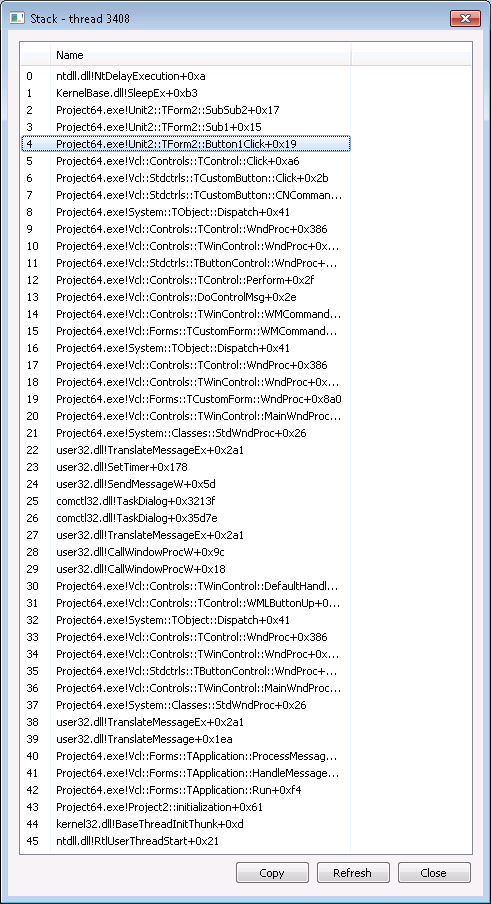 Stack - thread 3408
Name
0 ntdll.dll!NtDelayExecution+0xa
1 KernelBase.dll!SleepEx+0xb3
2 Project64.exe!Unit2::TForm2::SubSub2+0x17
3 Project64.exe!Unit2::TForm2::Sub1+0x15
4 Project64.exe!Unit2::TForm2::Button1Click+0x19
5 Project64.exe!Vcl::Controls::TControl::Click+0xa6
6 Project64.exe!Vcl::Stdctrls::TCustomButton::Click+0x2b
7 Project64.exe!Vcl::Stdctrls::TCustomButton::CNComman...
8 Project64.exe!System::TObject::Dispatch+0x41
9 Project64.exe!Vcl::Controls::TControl::WndProc+0x386
10 Project64.exe!Vcl::Controls::TWinControl::WndProc+0x...
11 Project64.exe!Vcl::Stdctrls::TButtonControl::WndProc+...
12 Project64.exe!Vcl::Controls::TControl::Perform+0x2f
13 Project64.exe!Vcl::Controls::DoControlMsg+0x2e
14 Project64.exe!Vcl::Controls::TWinControl::WMCommand...
15 Project64.exe!Vcl::Forms::TCustomForm::WMCommand...
16 Project64.exe!System::TObject::Dispatch+0x41
17 Project64.exe!Vcl::Controls::TControl::WndProc+0x386
18 Project64.exe!Vcl::Controls::TWinControl::WndProc+0x...
19 Project64.exe!Vcl::Forms::TCustomForm::WndProc+0x8a0
20 Project64.exe!Vcl::Controls::TWinControl::MainWndProc...
21 Project64.exe!System::Classes::StdWndProc+0x26
22 user32.dll!TranslateMessageEx+0x2a1
23 user32.dll!SetTimer+0x178
24 user32.dll!SendMessageW+0x5d
25 comctl32.dll!TaskDialog+0x3213f
26 comctl32.dll!TaskDialog+0x35d7e
27 user32.dll!TranslateMessageEx+0x2a1
28 user32.dll!CallWindowProcW+0x9c
29 user32.dll!CallWindowProcW+0x18
30 Project64.exe!Vcl::Controls::TWinControl::DefaultHandl...
31 Project64.exe!Vcl::Controls::TControl::WMLButtonUp+0...
32 Project64.exe!System::TObject::Dispatch+0x41
33 Project64.exe!Vcl::Controls::TControl::WndProc+0x386
34 Project64.exe!Vcl::Controls::TWinControl::WndProc+0x...
35 Project64.exe!Vcl::Stdctrls::TButtonControl::WndProc+...
36 Project64.exe!Vcl::Controls::TWinControl::MainWndProc...
37 Project64.exe!System::Classes::StdWndProc+0x26
38 user32.dll!TranslateMessageEx+0x2a1
39 user32.dll!TranslateMessage+0x1ea
40 Project64.exe!Vcl::Forms::TApplication::ProcessMessag...
41 Project64.exe!Vcl::Forms::TApplication::HandleMessage...
42 Project64.exe!Vcl::Forms::TApplication::Run+0xf4
43 Project64.exe!Project2::initialization+0x61
44 kernel32.dll!BaseThreadInitThunk+0xd
45 ntdll.dll!RtlUserThreadStart+0x21
Copy Refresh Close